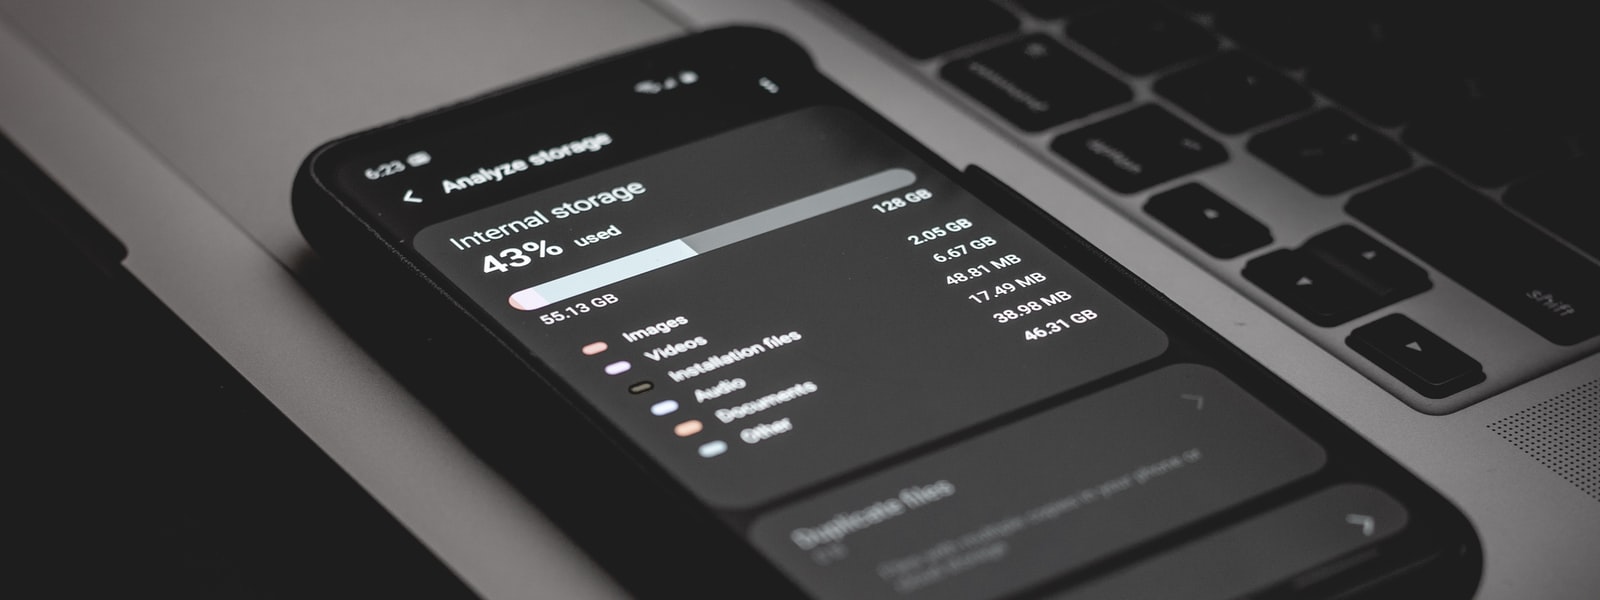 6:23
Analyze storage
Internal storage
43% used
55.13 GB 128 GB
Images 2.05 GB
Videos 6.67 GB
Installation files 48.81 MB
Audio 17.49 MB
Documents 38.98 MB
Other 46.31 GB
Duplicate files
command
option
shift